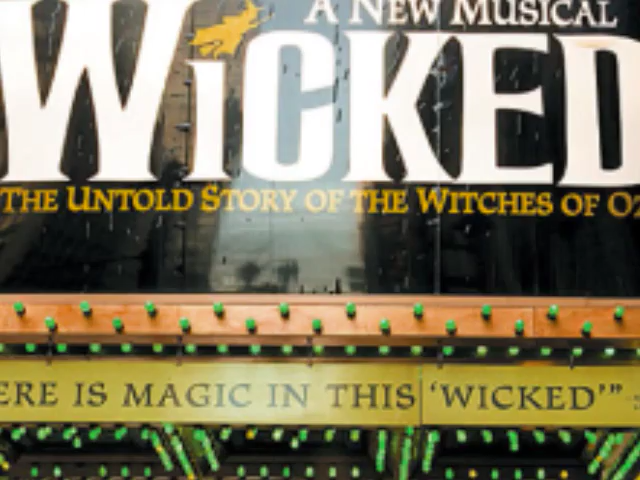 A NEW MUSICAL
WICKED
THE UNTOLD STORY OF THE WITCHES OF OZ
ERE IS MAGIC IN THIS ‘WICKED’”